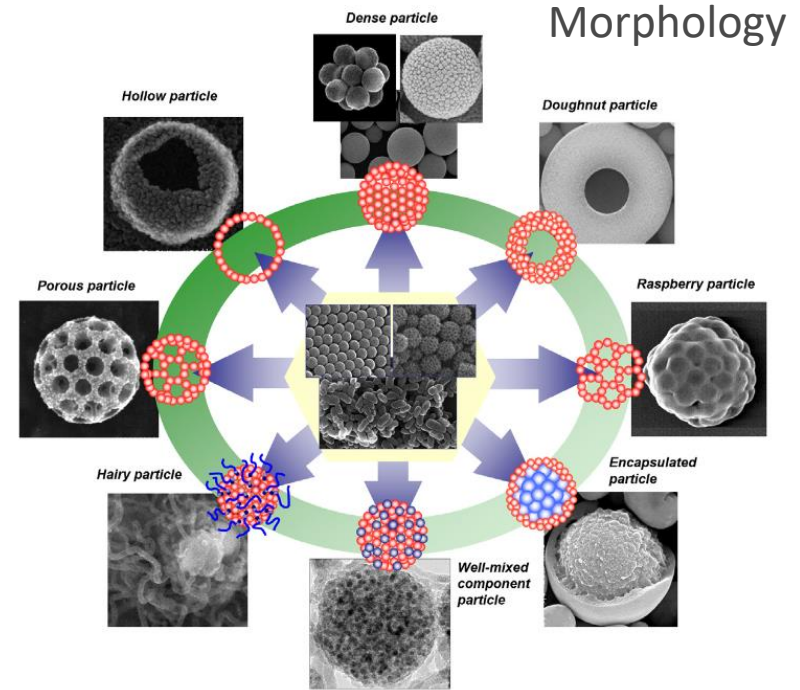 Morphology
Dense particle
Hollow particle
Doughnut particle
Porous particle
Raspberry particle
Hairy particle
Encapsulated
particle
Well-mixed
component
particle